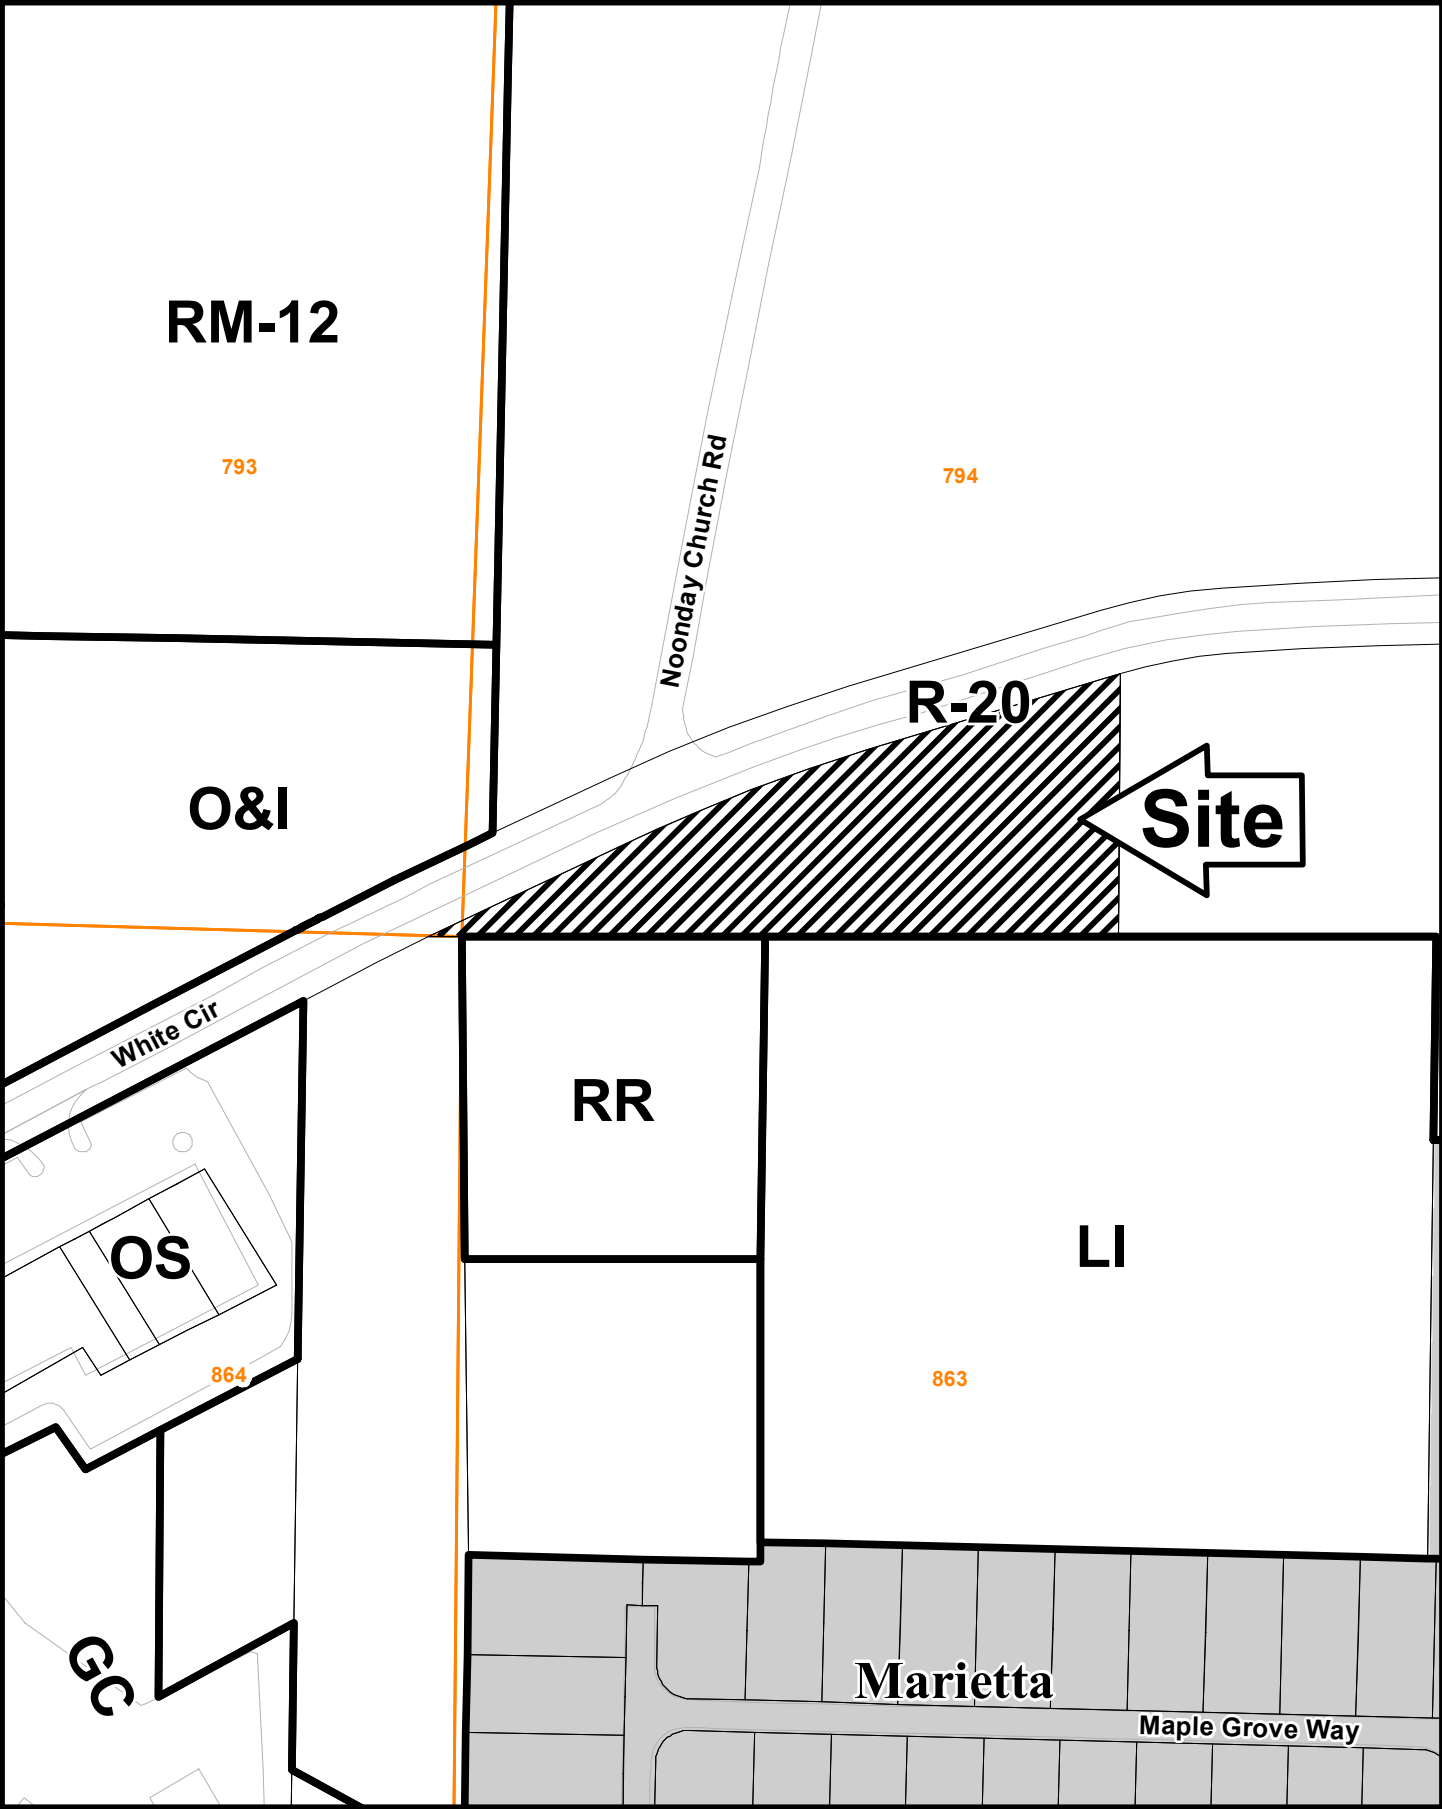 RM-12
793
794
Noonday Church Rd
R-20
O&I
Site
White Cir
RR
OS
LI
864
863
GC
Marietta
Maple Grove Way